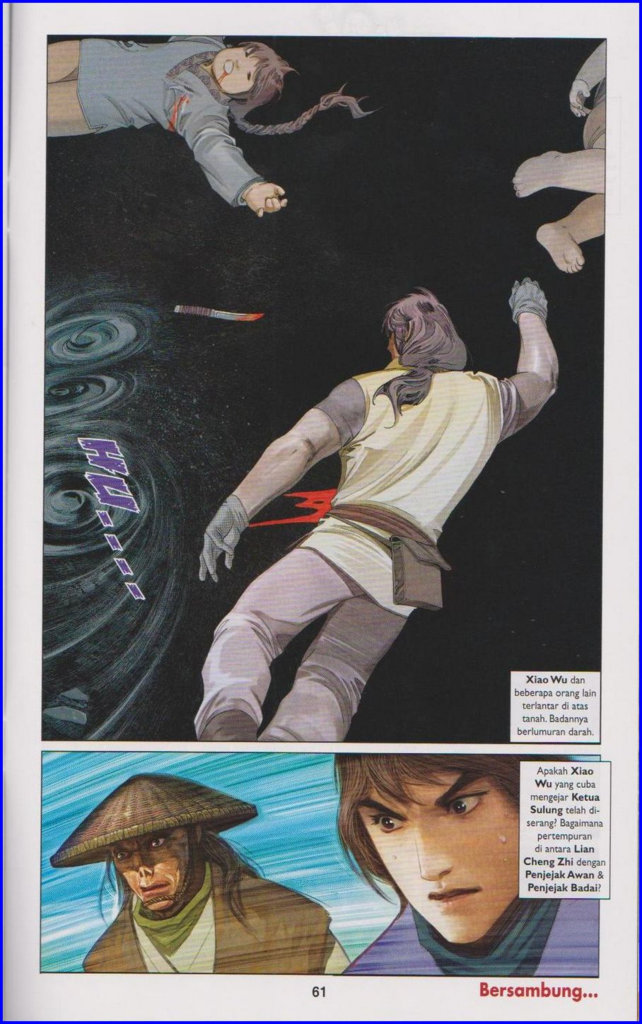 HU.....
Xiao Wu dan
beberapa orang lain
terlantar di atas
tanah. Badannya
berlumuran darah.
Apakah Xiao
Wu yang cuba
mengejar Ketua
Sulung telah di-
serang? Bagaimana
pertempuran
di antara Lian
Cheng Zhi dengan
Penjejak Awan &
Penjejak Badai?
61
Bersambung...